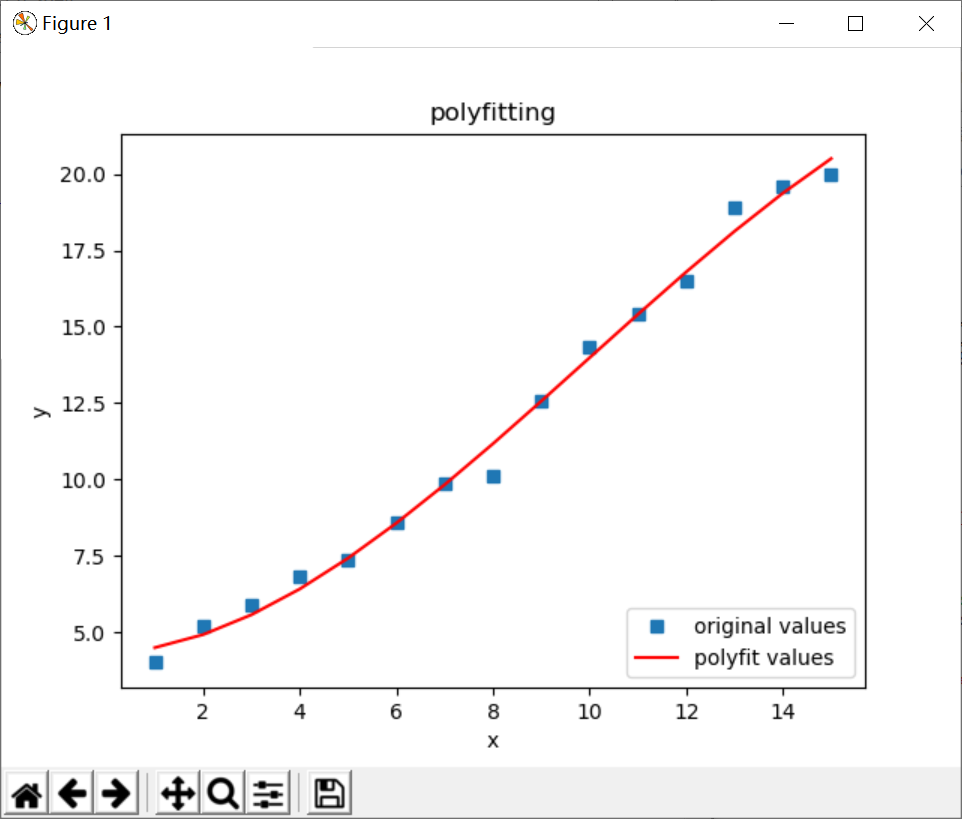 Figure 1
polyfitting
20.0
17.5
15.0
12.5
10.0
7.5
5.0
y
original values
polyfit values
2 4 6 8 10 12 14
x